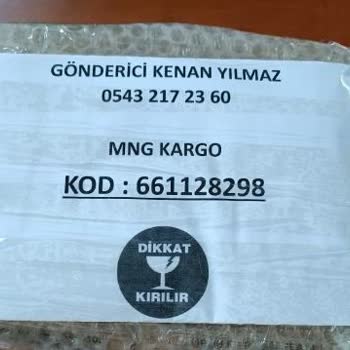 GÖNDERİCİ KENAN YILMAZ
0543 217 23 60
MNG KARGO
KOD : 661128298
DİKKAT
KIRILIR